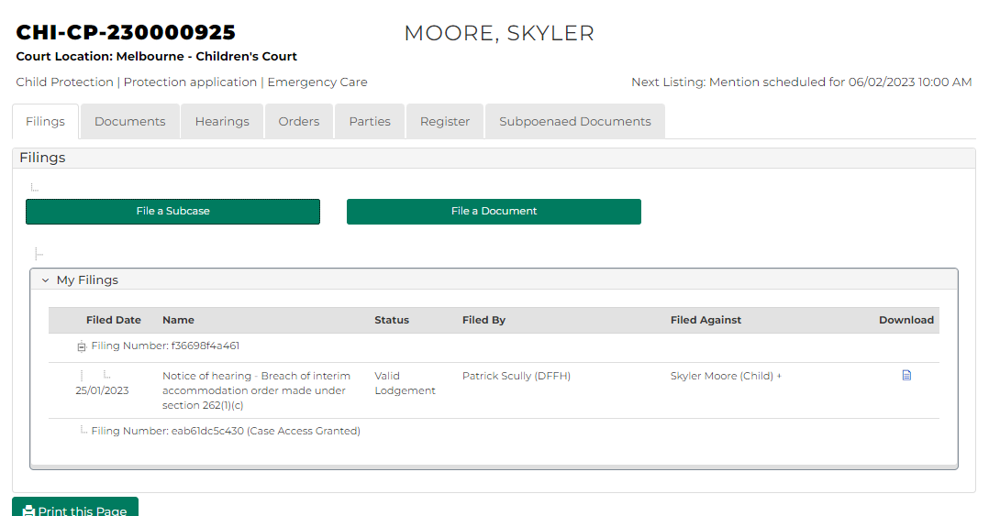 CHI-CP-230000925
MOORE, SKYLER
Court Location: Melbourne - Children's Court
Child Protection | Protection application | Emergency Care
Next Listing: Mention scheduled for 06/02/2023 10:00 AM
Filings Documents Hearings Orders Parties Register Subpoenaed Documents
Filings
File a Subcase File a Document
My Filings
Filed Date Name Status Filed By Filed Against Download
Filing Number: f36698f4a461
25/01/2023
Notice of hearing - Breach of interim
accommodation order made under
section 262(1)(c)
Valid
Lodgement
Patrick Scully (DFFH)
Skyler Moore (Child) +
Filing Number: eab61dc5c430 (Case Access Granted)
Print this Page